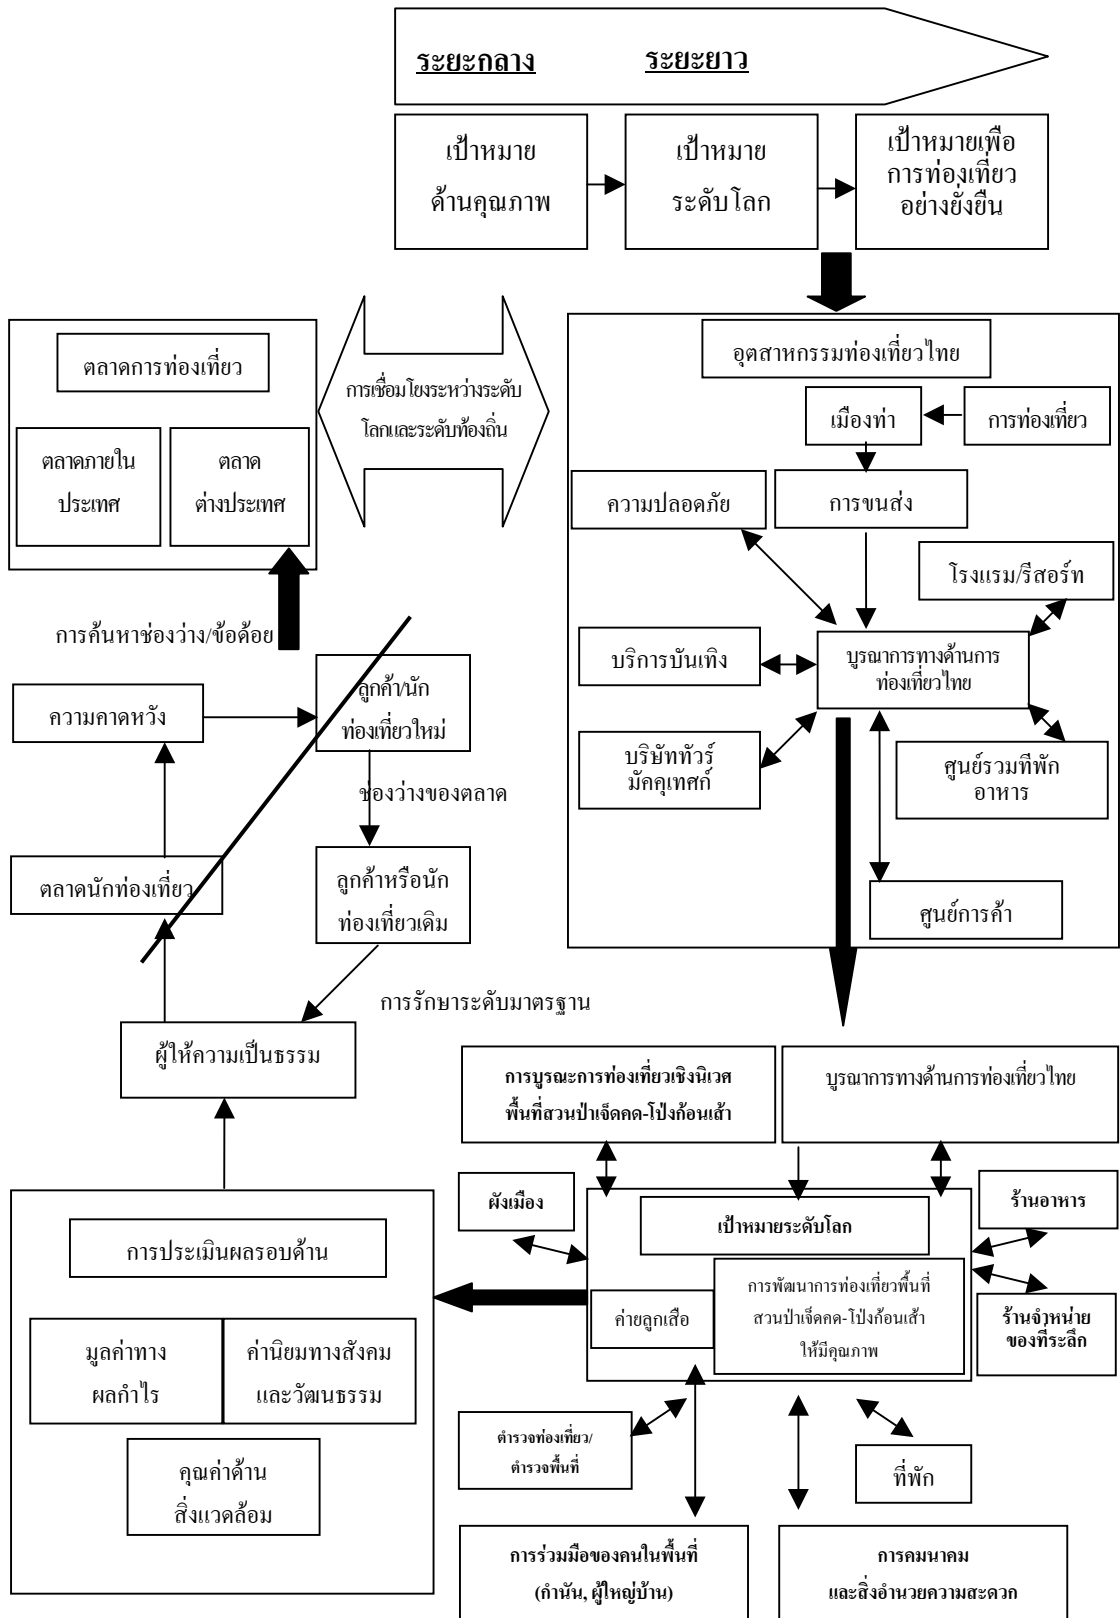 ระยะกลาง ระยะยาว
เป้าหมาย
ด้านคุณภาพ
เป้าหมาย
ระดับโลก
เป้าหมายเพือ
การท่องเที่ยว
อย่างยั่งยืน
ตลาดการท่องเที่ยว
ตลาดภายใน
ประเทศ
ตลาด
ต่างประเทศ
การเชื่อมโยงระหว่างระดับ
โลกและระดับท้องถิ่น
อุตสาหกรรมท่องเที่ยวไทย
เมืองท่า
การท่องเที่ยว
ความปลอดภัย
การขนส่ง
โรงแรม/รีสอร์ท
บริการบันเทิง
บูรณาการทางด้านการ
ท่องเที่ยวไทย
บริษัททัวร์
มัคคุเทศก์
ศูนย์รวมทีพัก
อาหาร
ศูนย์การค้า
การค้นหาช่องว่าง/ข้อด้อย
ความคาดหวัง
ลูกค้า/นัก
ท่องเที่ยวใหม่
ช่องว่างของตลาด
ตลาดนักท่องเที่ยว
ลูกค้าหรือนัก
ท่องเที่ยวเดิม
การรักษาระดับมาตรฐาน
ผู้ให้ความเป็นธรรม
การบูรณะการท่องเที่ยวเชิงนิเวศ
พื้นที่สวนป่าเจ็ดคด-โป่งก้อนเส้า
บูรณาการทางด้านการท่องเที่ยวไทย
ผังเมือง
เป้าหมายระดับโลก
ร้านอาหาร
การประเมินผลรอบด้าน
ค่ายลูกเสือ
การพัฒนาการท่องเที่ยวพื้นที่
สวนป่าเจ็ดคด-โป่งก้อนเส้า
ให้มีคุณภาพ
ร้านจำหน่าย
ของที่ระลึก
มูลค่าทาง
ผลกำไร
ค่านิยมทางสังคม
และวัฒนธรรม
คุณค่าด้าน
สิ่งแวดล้อม
ตำรวจท่องเที่ยว/
ตำรวจพื้นที่
ที่พัก
การร่วมมือของคนในพื้นที่
(กำนัน, ผู้ใหญ่บ้าน)
การคมนาคม
และสิ่งอำนวยความสะดวก